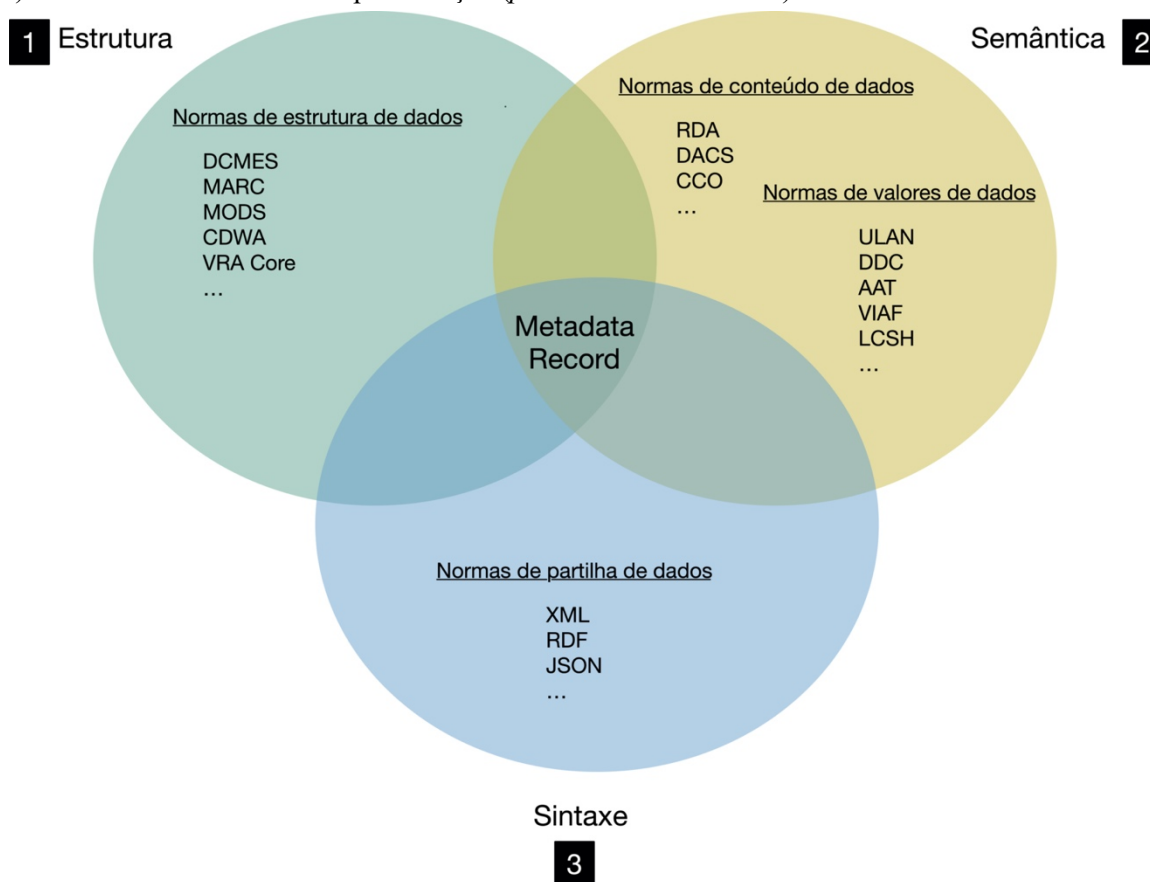 1 Estrutura
Semântica 2
Normas de estrutura de dados
DCMES
MARC
MODS
CDWA
VRA Core
…
Normas de conteúdo de dados
RDA
DACS
CCO
…
Normas de valores de dados
ULAN
DDC
AAT
VIAF
LCSH
…
Metadata
Record
Normas de partilha de dados
XML
RDF
JSON
…
Sintaxe
3